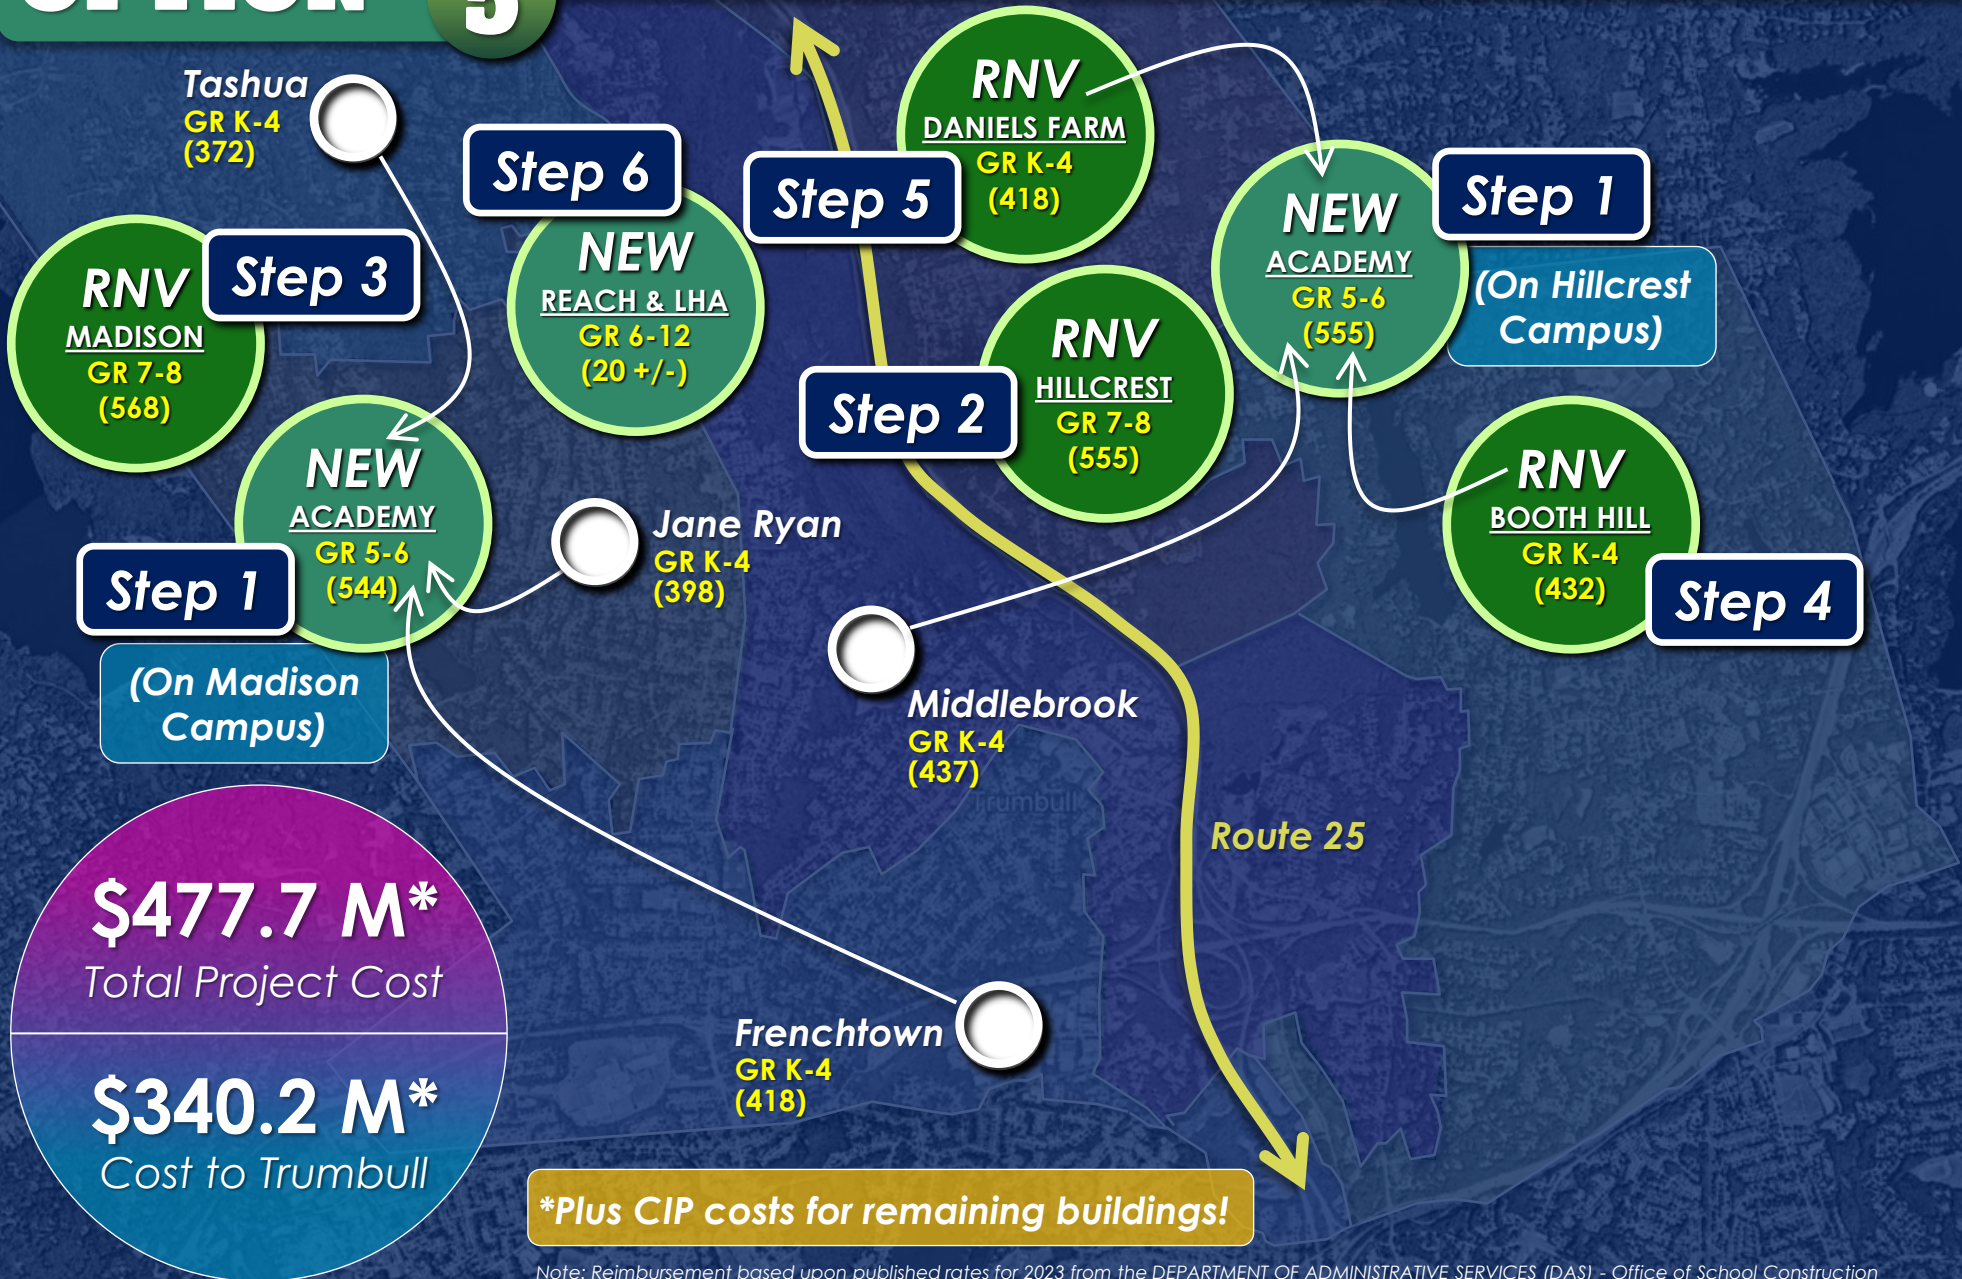 OPTION 5
Tashua
GR K-4
(372)
Step 6
NEW
REACH & LHA
GR 6-12
(20 +/-)
Step 5
RNV
DANIELS FARM
GR K-4
(418)
Step 1
NEW
ACADEMY
GR 5-6
(555)
(On Hillcrest
Campus)
Step 3
RNV
MADISON
GR 7-8
(568)
Step 2
RNV
HILLCREST
GR 7-8
(555)
NEW
ACADEMY
GR 5-6
(544)
Step 1
(On Madison
Campus)
Jane Ryan
GR K-4
(398)
RNV
BOOTH HILL
GR K-4
(432)
Step 4
Middlebrook
GR K-4
(437)
Trumbull
Route 25
$477.7 M*
Total Project Cost
$340.2 M*
Cost to Trumbull
Frenchtown
GR K-4
(418)
*Plus CIP costs for remaining buildings!
Note: Reimbursement based upon published rates for 2023 from the DEPARTMENT OF ADMINISTRATIVE SERVICES (DAS) - Office of School Construction